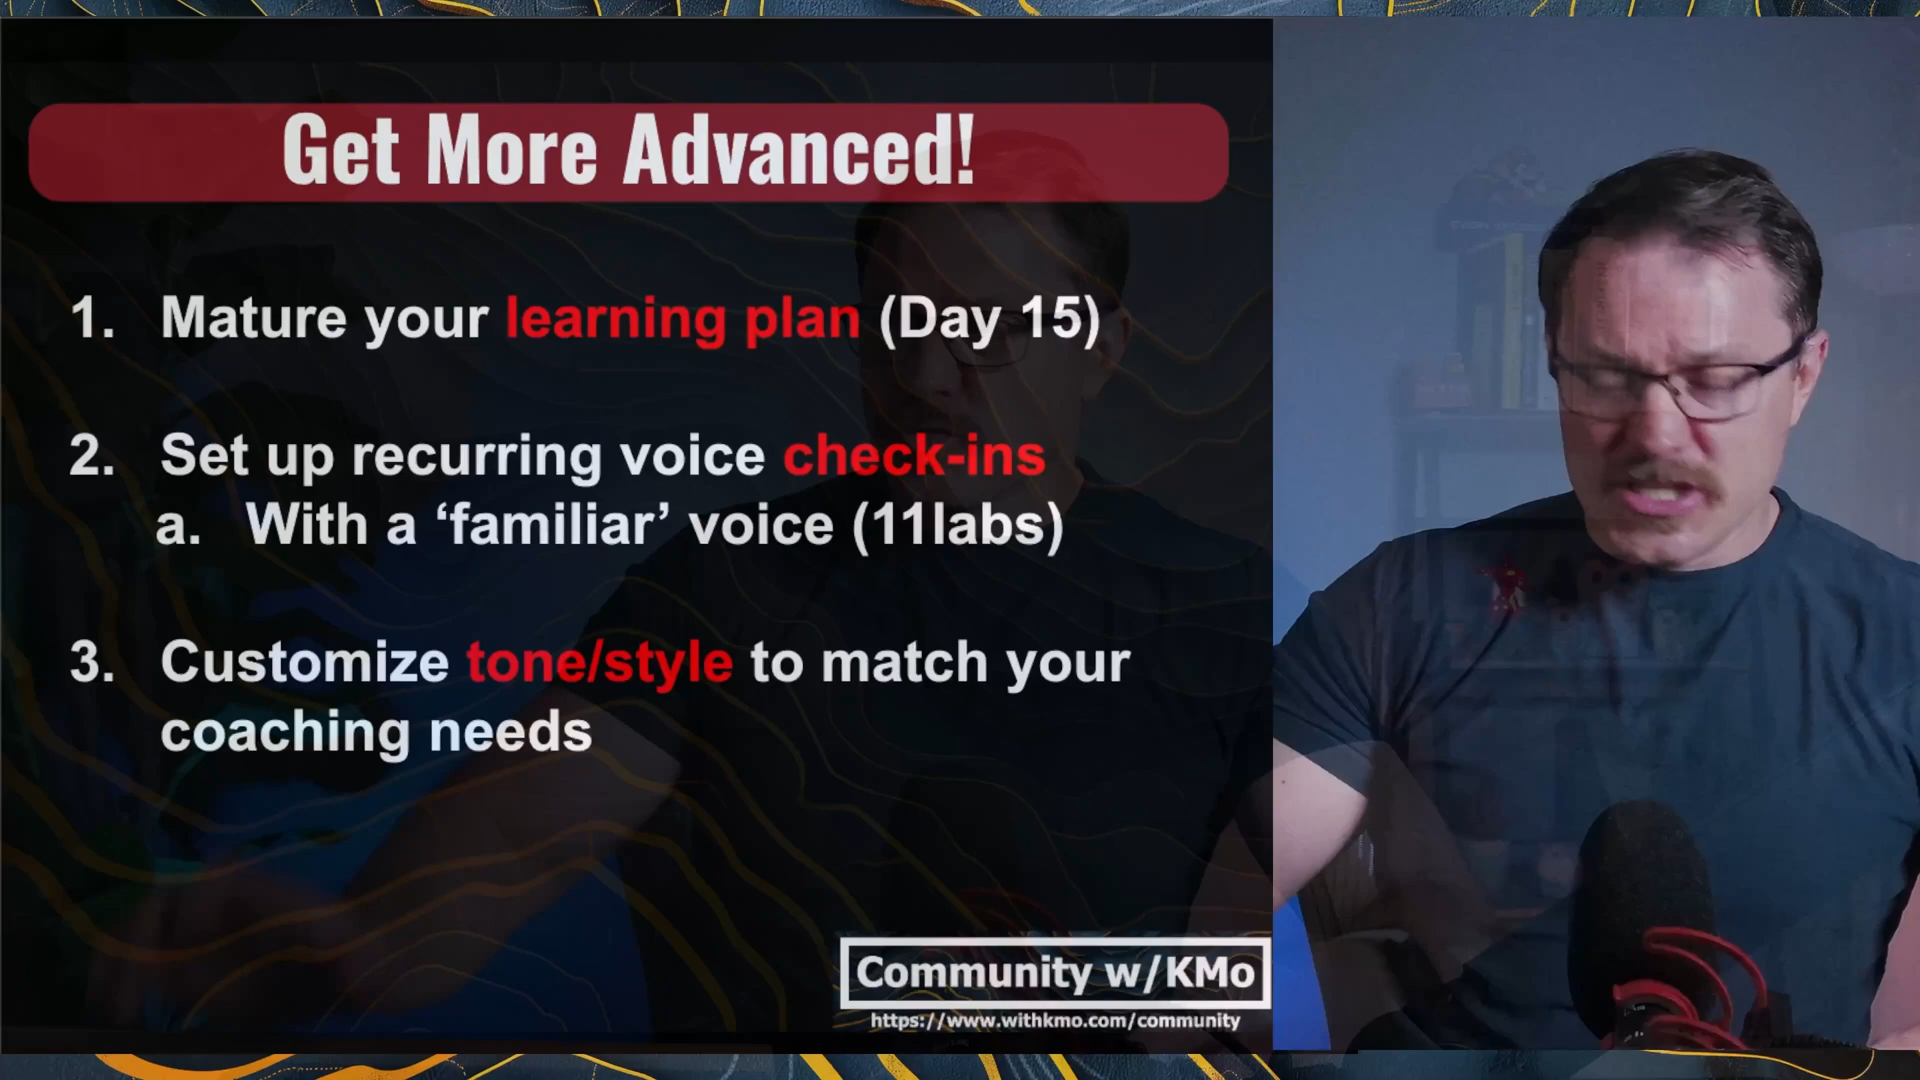 Get More Advanced!
1. Mature your learning plan (Day 15)
2. Set up recurring voice check-ins
a. With a ‘familiar’ voice (11labs)
3. Customize tone/style to match your
coaching needs
Community w/KMo
https://www.withkmo.com/community